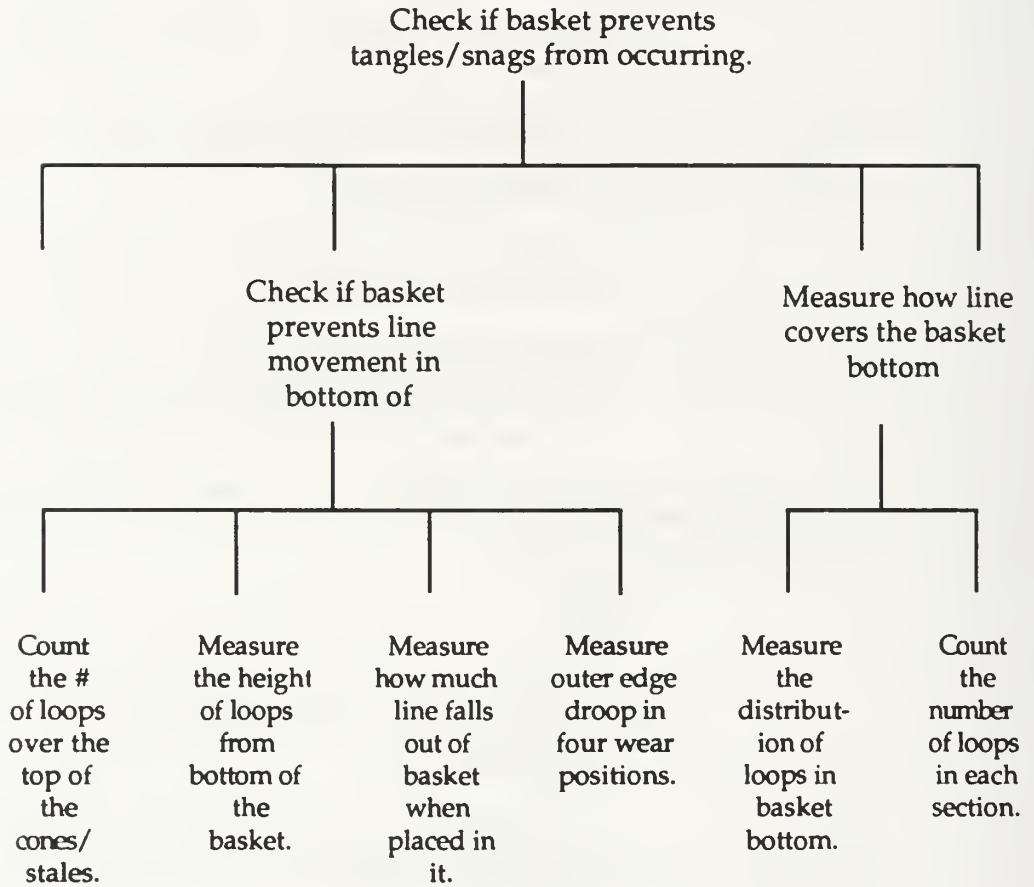 Check if basket prevents
tangles/snags from occurring.
Check if basket
prevents line
movement in
bottom of
Measure how line
covers the basket
bottom
Count
the #
of loops
over the
top of
the
cones/
stales.
Measure
the height
of loops
from
bottom of
the
basket.
Measure
how much
line falls
out of
basket
when
placed in
it.
Measure
outer edge
droop in
four wear
positions.
Measure
the
distribut-
ion of
loops in
basket
bottom.
Count
the
number
of loops
in each
section.